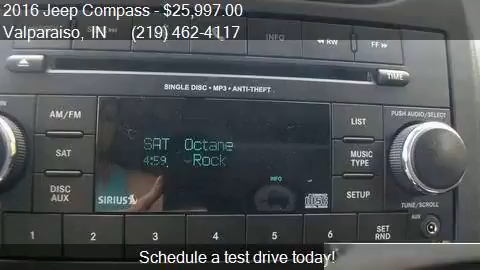 2016 Jeep Compass - $25,997.00
Valparaiso, IN (219) 462-4117
INFO
RW
FF
TIME
SINGLE DISC • MP3 • ANTI-THEFT
AM/FM
PUSH AUDIO/SELECT
LIST
SAT Octane
4:59 Rock
SAT
MUSIC TYPE
INFO
DISC AUX
SIRIUS
disc
SETUP
TUNE/SCROLL
AUX
1 2 3 4 5 6 SET RND
Schedule a test drive today!